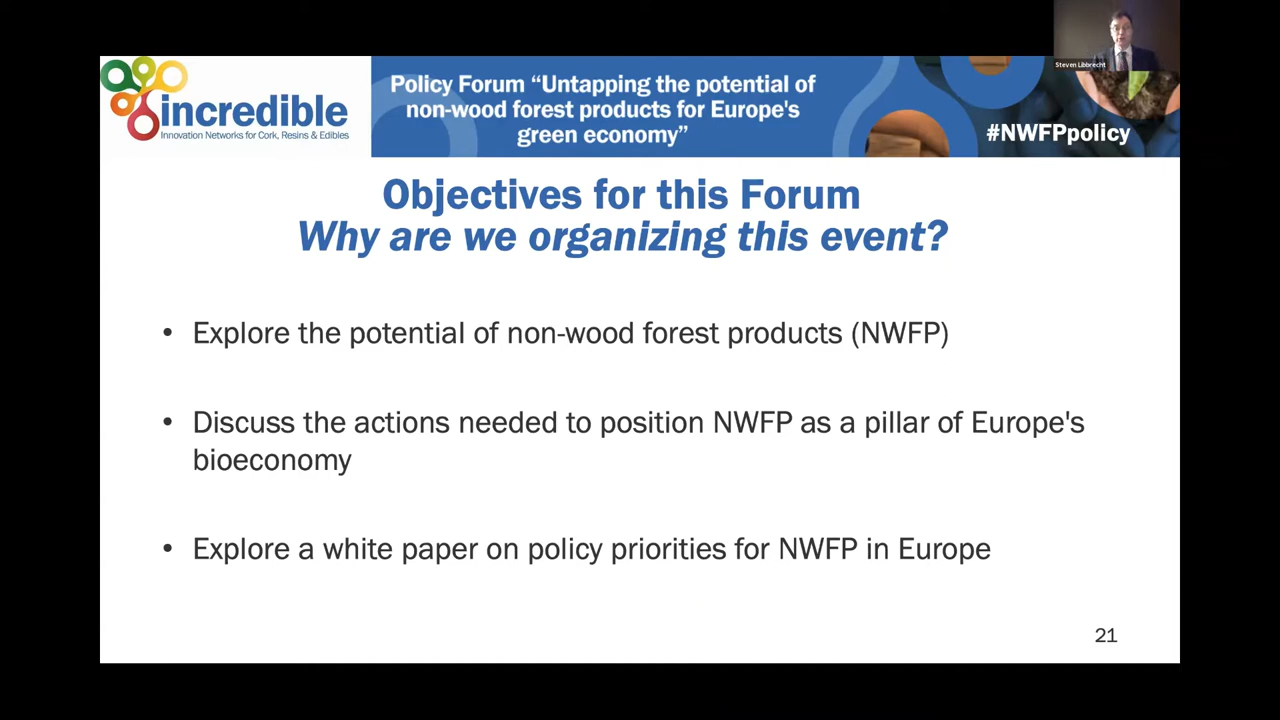 Steven Libbrecht
incredible
Innovation Networks for Cork, Resins & Edibles
Policy Forum “Untapping the potential of
non-wood forest products for Europe's
green economy”
#NWFPpolicy
Objectives for this Forum
Why are we organizing this event?
• Explore the potential of non-wood forest products (NWFP)
• Discuss the actions needed to position NWFP as a pillar of Europe's
bioeconomy
• Explore a white paper on policy priorities for NWFP in Europe
21